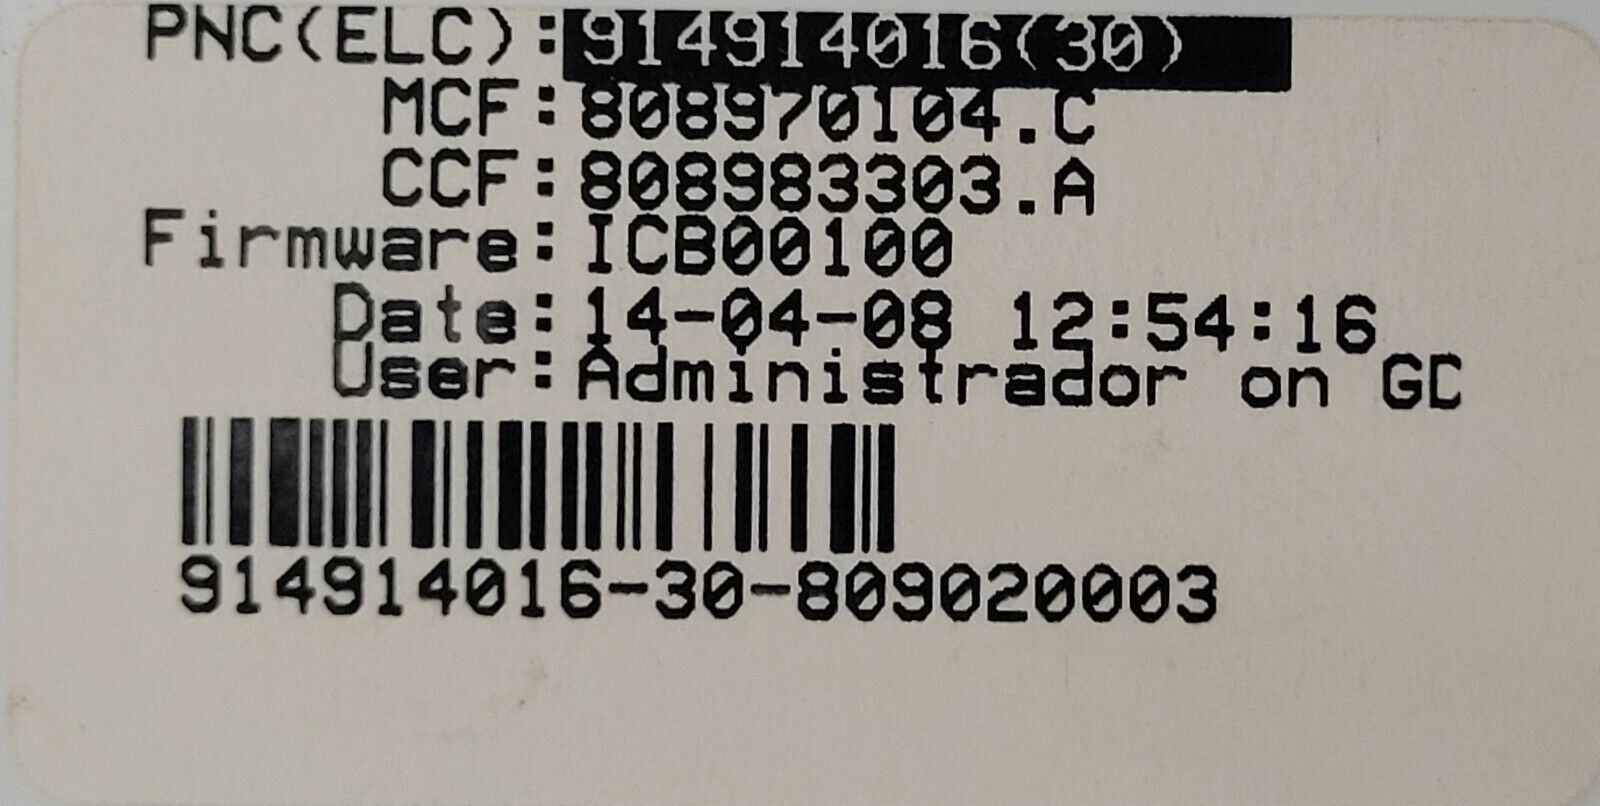 PNC(ELC):914914016(30)
MCF:808970104.C
CCF:808983303.A
Firmware:ICB00100
Date:14-04-08 12:54:16
User:Administrador on GC
914914016-30-809020003